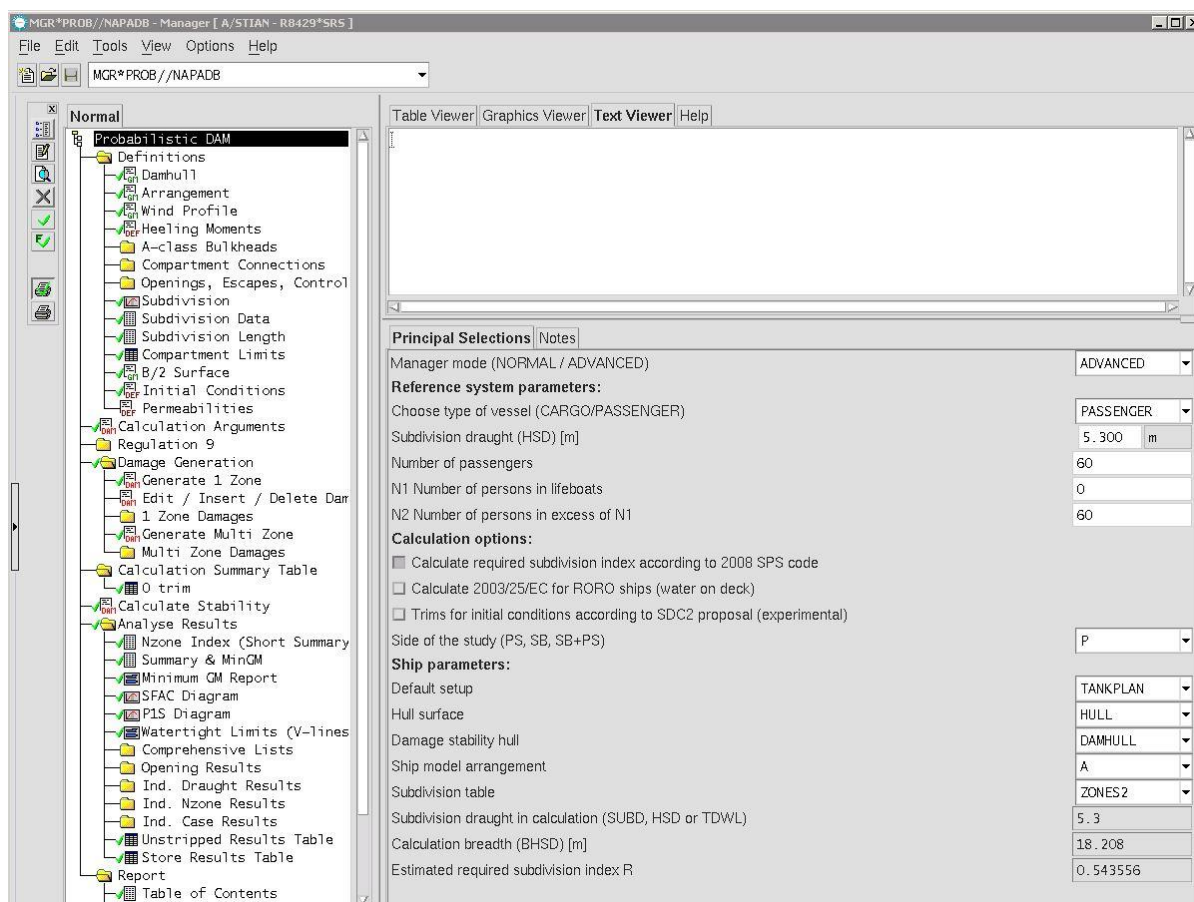 MGR*PROB//NAPADB - Manager [ A/STIAN - R8429*SRS ]
File Edit Tools View Options Help
MGR*PROB//NAPADB
Normal
Probabilistic DAM
Definitions
Damhull
Arrangement
Wind Profile
Heeling Moments
A-class Bulkheads
Compartment Connections
Openings, Escapes, Control
Subdivision
Subdivision Data
Subdivision Length
Compartment Limits
B/2 Surface
Initial Conditions
Permeabilities
Calculation Arguments
Regulation 9
Damage Generation
Generate 1 Zone
Edit / Insert / Delete Dam
1 Zone Damages
Generate Multi Zone
Multi Zone Damages
Calculation Summary Table
0 trim
Calculate Stability
Analyse Results
Nzone Index (Short Summary
Summary & MinGM
Minimum GM Report
SFAC Diagram
P1S Diagram
Watertight Limits (V-lines
Comprehensive Lists
Opening Results
Ind. Draught Results
Ind. Nzone Results
Ind. Case Results
Unstripped Results Table
Store Results Table
Report
Table of Contents
Table Viewer Graphics Viewer Text Viewer Help
Principal Selections Notes
Manager mode (NORMAL / ADVANCED) ADVANCED
Reference system parameters:
Choose type of vessel (CARGO/PASSENGER) PASSENGER
Subdivision draught (HSD) [m] 5.300 m
Number of passengers 60
N1 Number of persons in lifeboats 0
N2 Number of persons in excess of N1 60
Calculation options:
Calculate required subdivision index according to 2008 SPS code
Calculate 2003/25/EC for RORO ships (water on deck)
Trims for initial conditions according to SDC2 proposal (experimental)
Side of the study (PS, SB, SB+PS) P
Ship parameters:
Default setup TANKPLAN
Hull surface HULL
Damage stability hull DAMHULL
Ship model arrangement A
Subdivision table ZONES2
Subdivision draught in calculation (SUBD, HSD or TDWL) 5.3
Calculation breadth (BHSD) [m] 18.208
Estimated required subdivision index R 0.543556